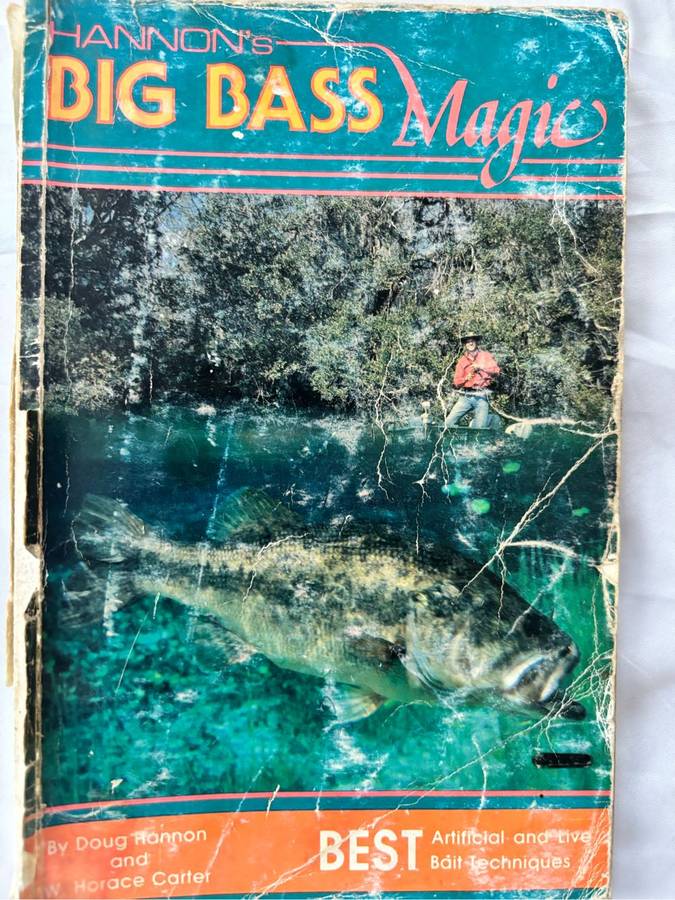 HANNON's
BIG BASS Magic
By Doug Hannon
and
W. Horace Carter
BEST Artificial and Live
Bait Techniques